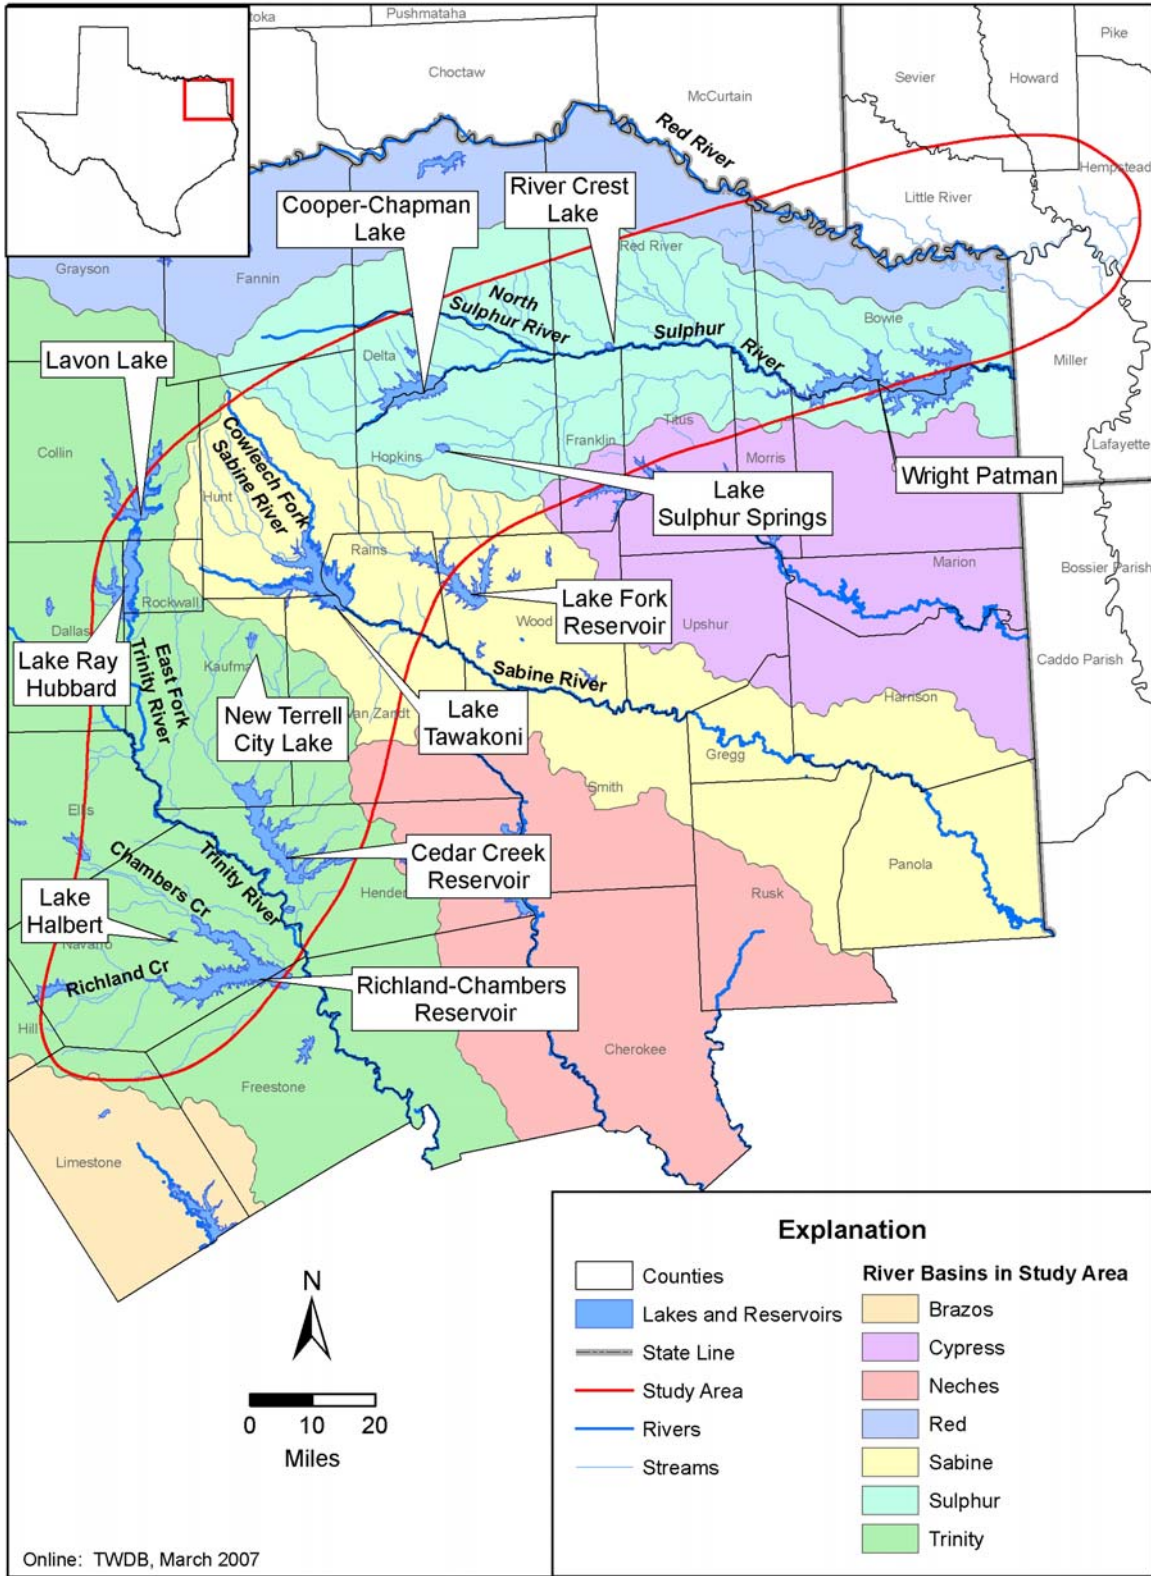 toka
Pushmataha
Pike
Choctaw
Sevier
Howard
McCurtain
Red River
Hempstead
River Crest
Lake
Cooper-Chapman
Lake
Little River
Red River
Grayson
Fannin
North
Sulphur River
Sulphur
River
Bowie
Lavon Lake
Delta
Miller
Cowleech Fork
Sabine River
Collin
Hopkins
Franklin
Titus
Morris
Lafayette
Wright Patman
Hunt
Lake
Sulphur Springs
Rains
Marion
Bossier Parish
Rockwall
Lake Fork
Reservoir
Dallas
Wood
Upshur
Lake Ray
Hubbard
East Fork
Trinity River
Kaufma
Sabine River
Caddo Parish
New Terrell
City Lake
Lake
Tawakoni
Harrison
Van Zandt
Gregg
Smith
Ellis
Chambers Cr
Trinity River
Cedar Creek
Reservoir
Panola
Lake
Halbert
Hender
Rusk
Navarro
Richland Cr
Richland-Chambers
Reservoir
Hill
Cherokee
Freestone
Limestone
N
0 10 20
Miles
Explanation
Counties
Lakes and Reservoirs
State Line
Study Area
Rivers
Streams
River Basins in Study Area
Brazos
Cypress
Neches
Red
Sabine
Sulphur
Trinity
Online: TWDB, March 2007